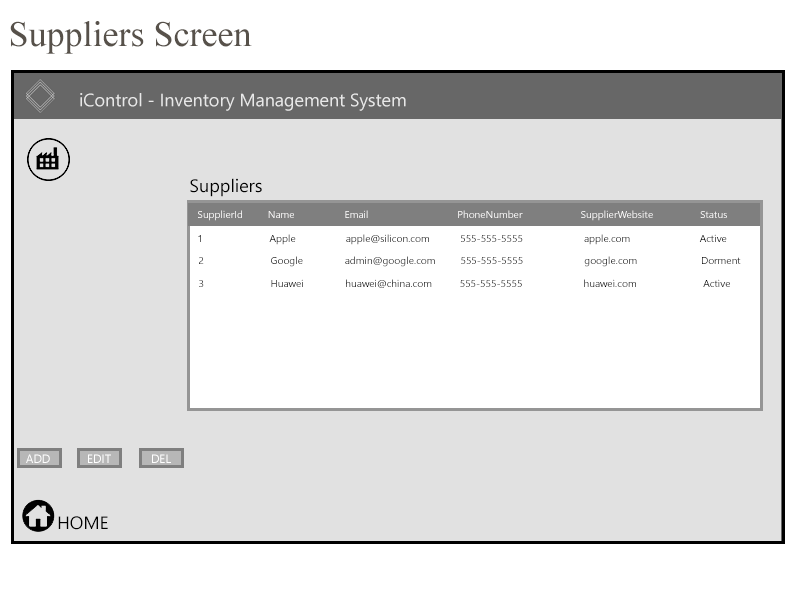 Suppliers Screen
iControl - Inventory Management System
Suppliers
SupplierId Name Email PhoneNumber SupplierWebsite Status
1 Apple apple@silicon.com 555-555-5555 apple.com Active
2 Google admin@google.com 555-555-5555 google.com Dorment
3 Huawei huawei@china.com 555-555-5555 huawei.com Active
ADD EDIT DEL
HOME